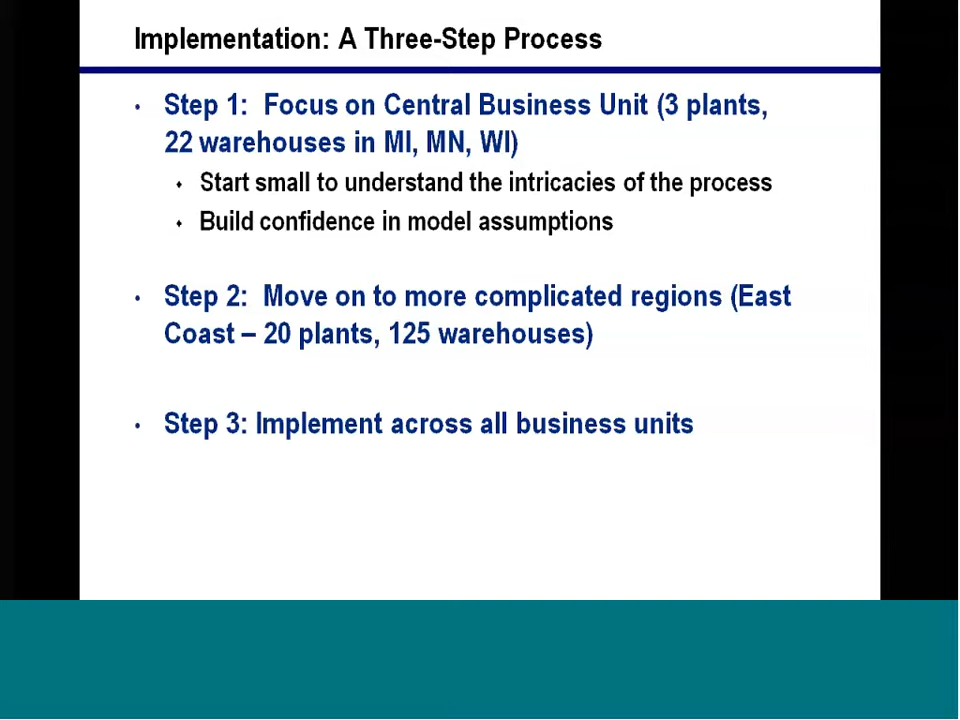 Implementation: A Three-Step Process
• Step 1: Focus on Central Business Unit (3 plants,
22 warehouses in MI, MN, WI)
♦ Start small to understand the intricacies of the process
♦ Build confidence in model assumptions
• Step 2: Move on to more complicated regions (East
Coast – 20 plants, 125 warehouses)
• Step 3: Implement across all business units